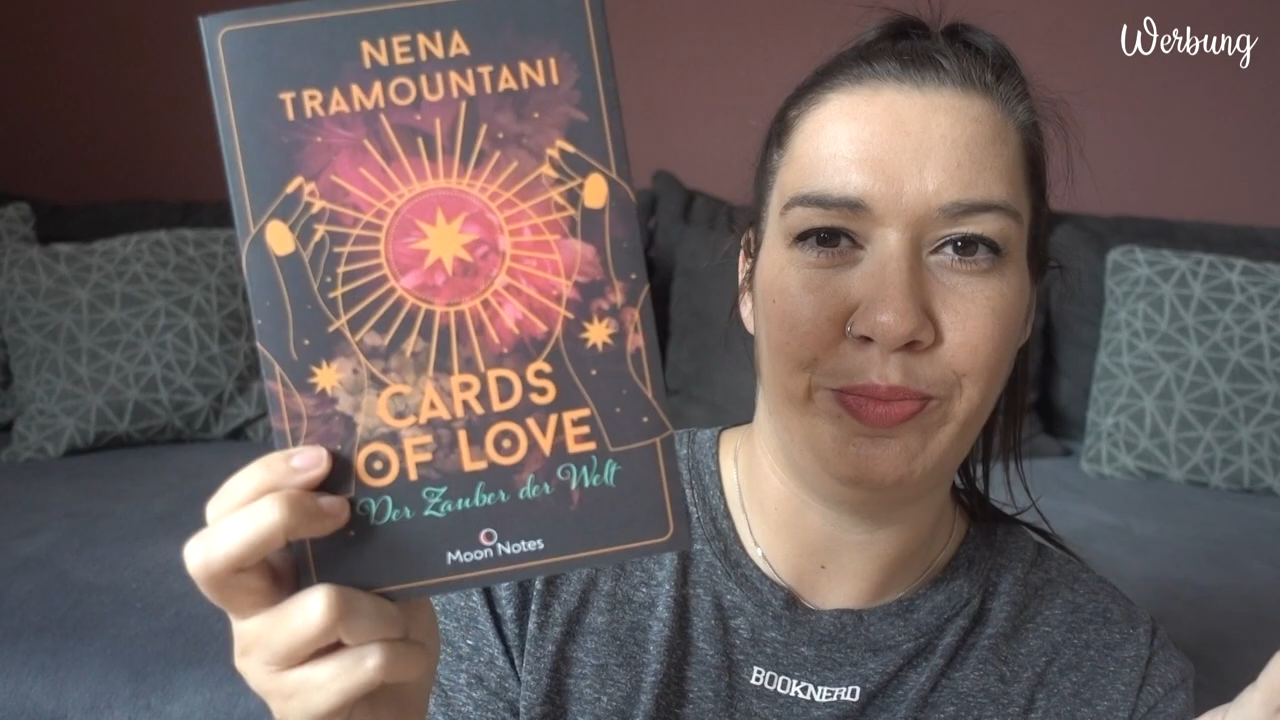 Werbung
NENA
TRAMOUNTANI
CARDS
OF LOVE
Der Zauber der Welt
Moon Notes
BOOKNERD